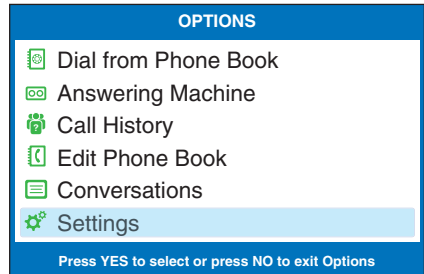 OPTIONS
Dial from Phone Book
Answering Machine
Call History
Edit Phone Book
Conversations
Settings
Press YES to select or press NO to exit Options